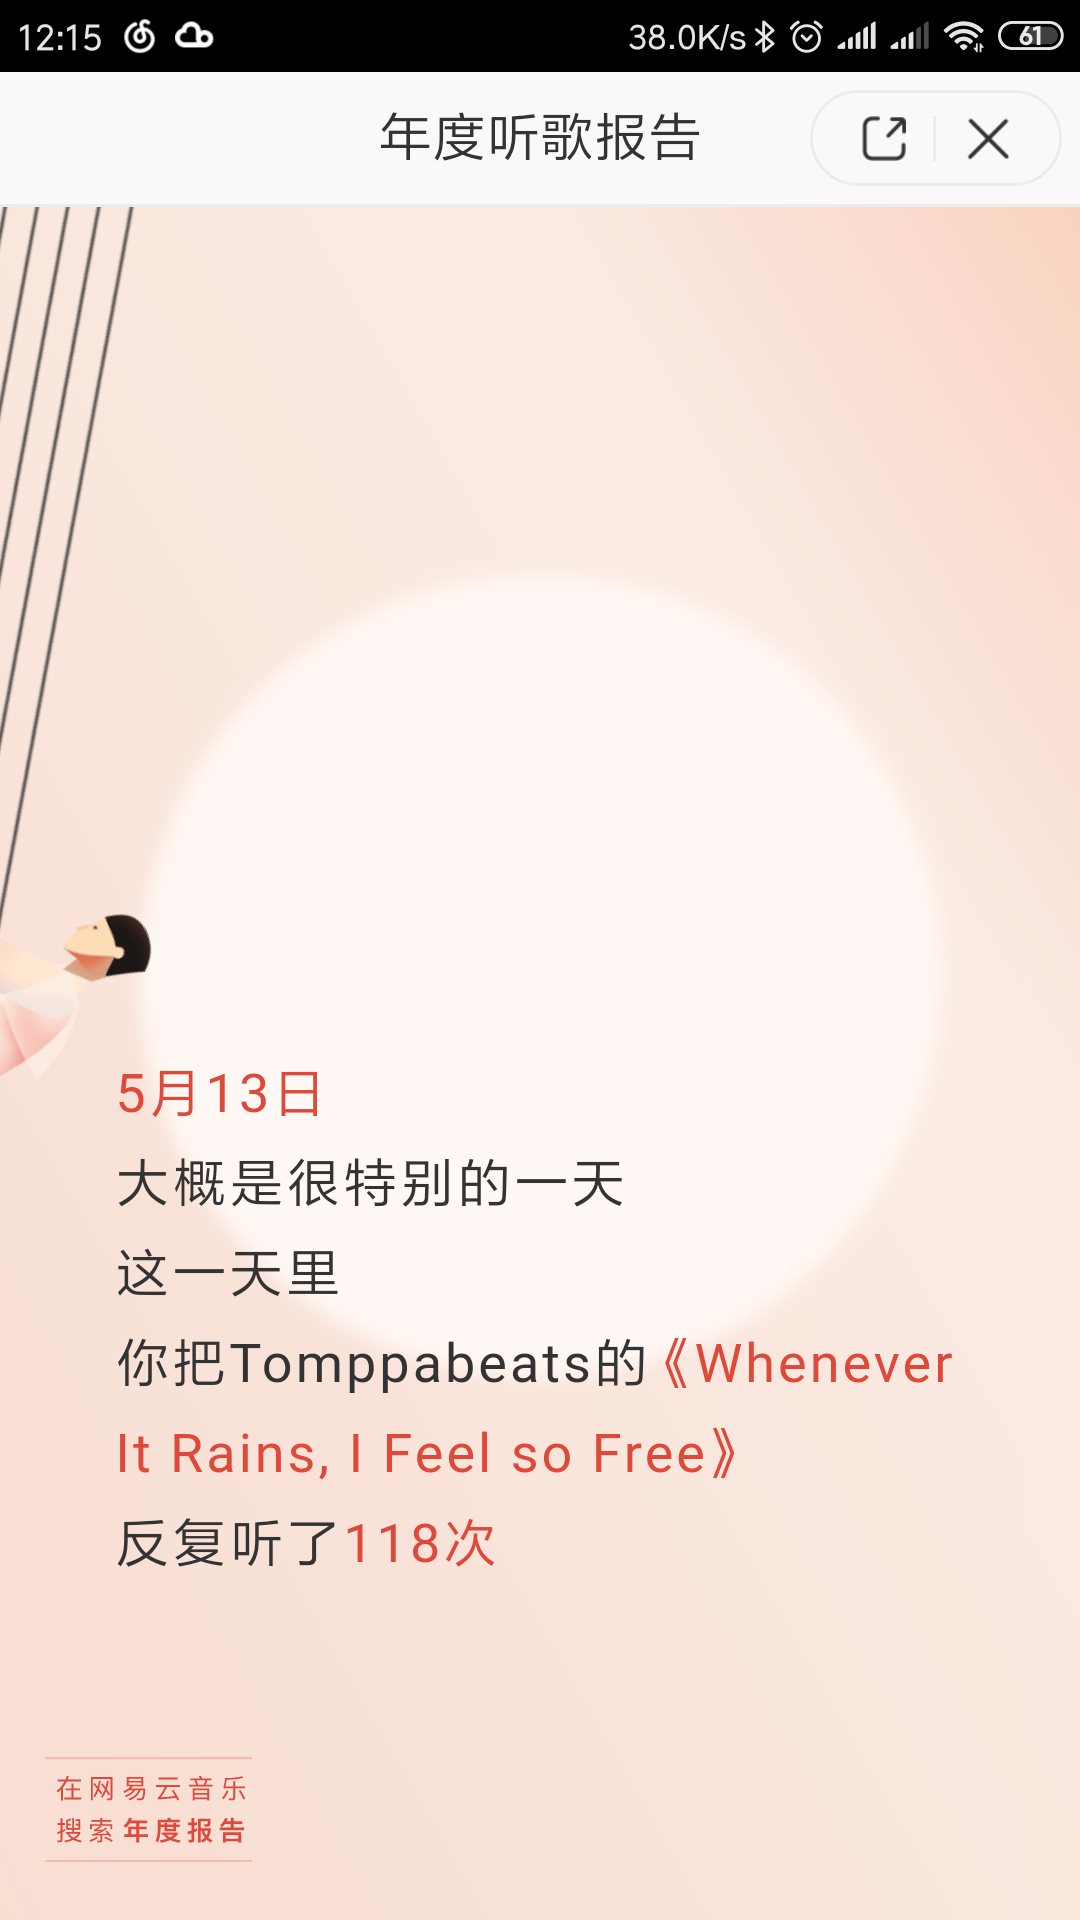 12:15 38.0K/s 61
年度听歌报告
5月13日
大概是很特别的一天
这一天里
你把Tomppabeats的《Whenever
It Rains, I Feel so Free》
反复听了118次
在网易云音乐
搜索年度报告